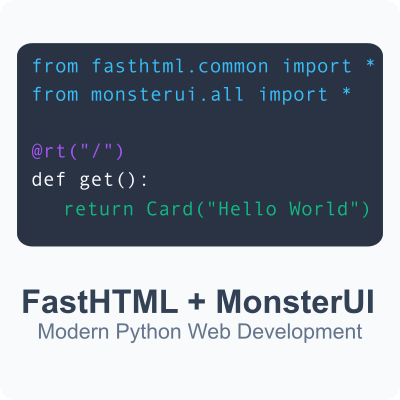 from fasthtml.common import *
from monsterui.all import *
@rt("/")
def get():
return Card("Hello World")
FastHTML + MonsterUI
Modern Python Web Development